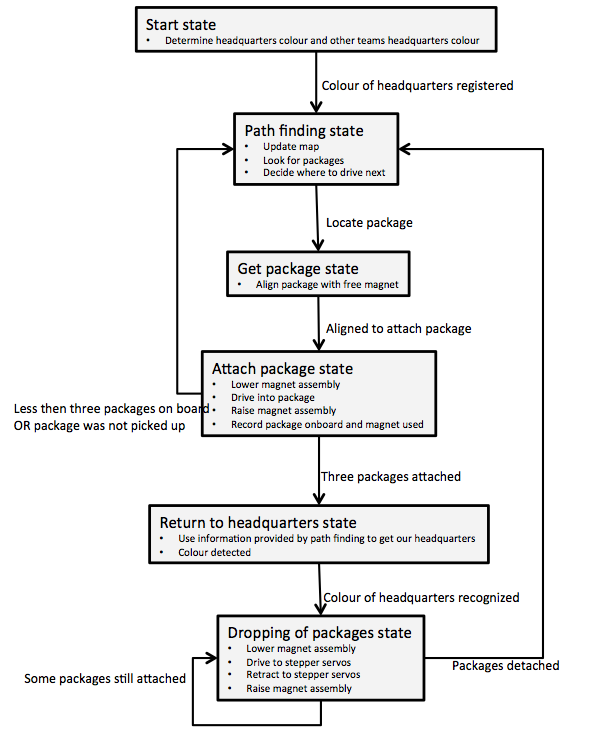 Start state
• Determine headquarters colour and other teams headquarters colour
Colour of headquarters registered
Path finding state
• Update map
• Look for packages
• Decide where to drive next
Locate package
Get package state
• Align package with free magnet
Aligned to attach package
Attach package state
• Lower magnet assembly
• Drive into package
• Raise magnet assembly
• Record package onboard and magnet used
Less then three packages on board
OR package was not picked up
Three packages attached
Return to headquarters state
• Use information provided by path finding to get our headquarters
• Colour detected
Colour of headquarters recognized
Dropping of packages state
• Lower magnet assembly
• Drive to stepper servos
• Retract to stepper servos
• Raise magnet assembly
Packages detached
Some packages still attached